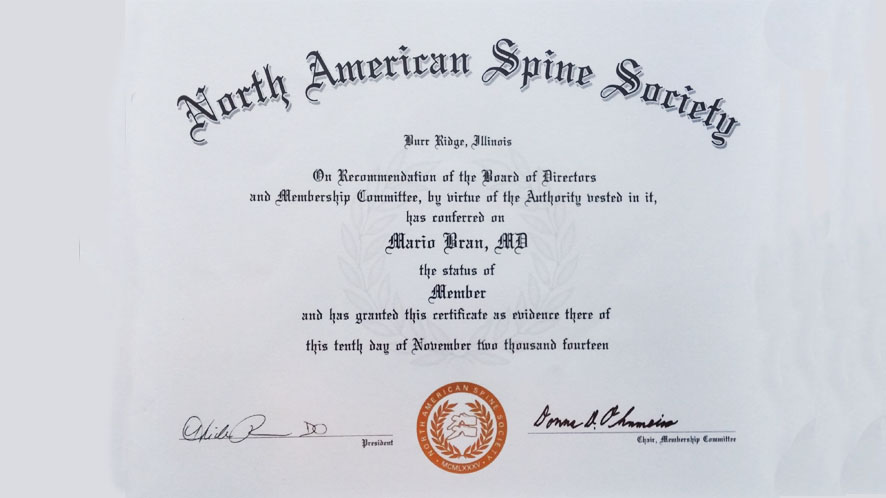 North American Spine Society
Burr Ridge, Illinois
On Recommendation of the Board of Directors
and Membership Committee, by virtue of the Authority vested in it,
has conferred on
Mario Bran, MD
the status of
Member
and has granted this certificate as evidence there of
this tenth day of November two thousand fourteen
DO
President
NORTH AMERICAN SPINE SOCIETY
MCMLXXXV
Donna D.
Chair, Membership Committee